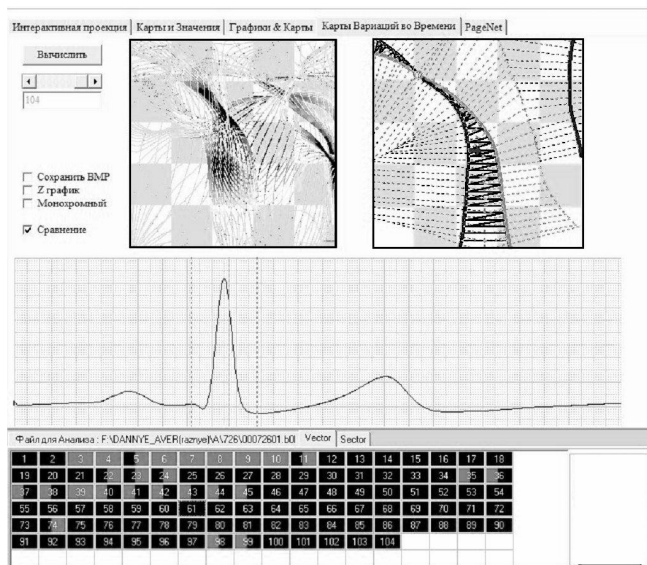 Интерактивная проекция Карты и Значения Графики & Карты Карты Вариаций во Времени PageNet
Вычислить
104
Сохранить BMP
Z график
Монохромный
Сравнение
Файл для Анализа : F:\DANNYE_AVER(raznye)\A\726\00072601.b0 Vector Sector
1 2 3 4 5 6 7 8 9 10 11 12 13 14 15 16 17 18
19 20 21 22 23 24 25 26 27 28 29 30 31 32 33 34 35 36
37 38 39 40 41 42 43 44 45 46 47 48 49 50 51 52 53 54
55 56 57 58 59 60 61 62 63 64 65 66 67 68 69 70 71 72
73 74 75 76 77 78 79 80 81 82 83 84 85 86 87 88 89 90
91 92 93 94 95 96 97 98 99 100 101 102 103 104